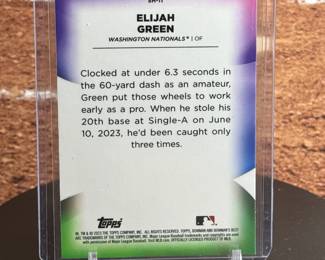 ELIJAH
GREEN
WASHINGTON NATIONALS® | OF
Clocked at under 6.3 seconds in
the 60-yard dash as an amateur,
Green put those wheels to work
early as a pro. When he stole his
20th base at Single-A on June
10, 2023, he'd been caught only
three times.
Topps
MLB